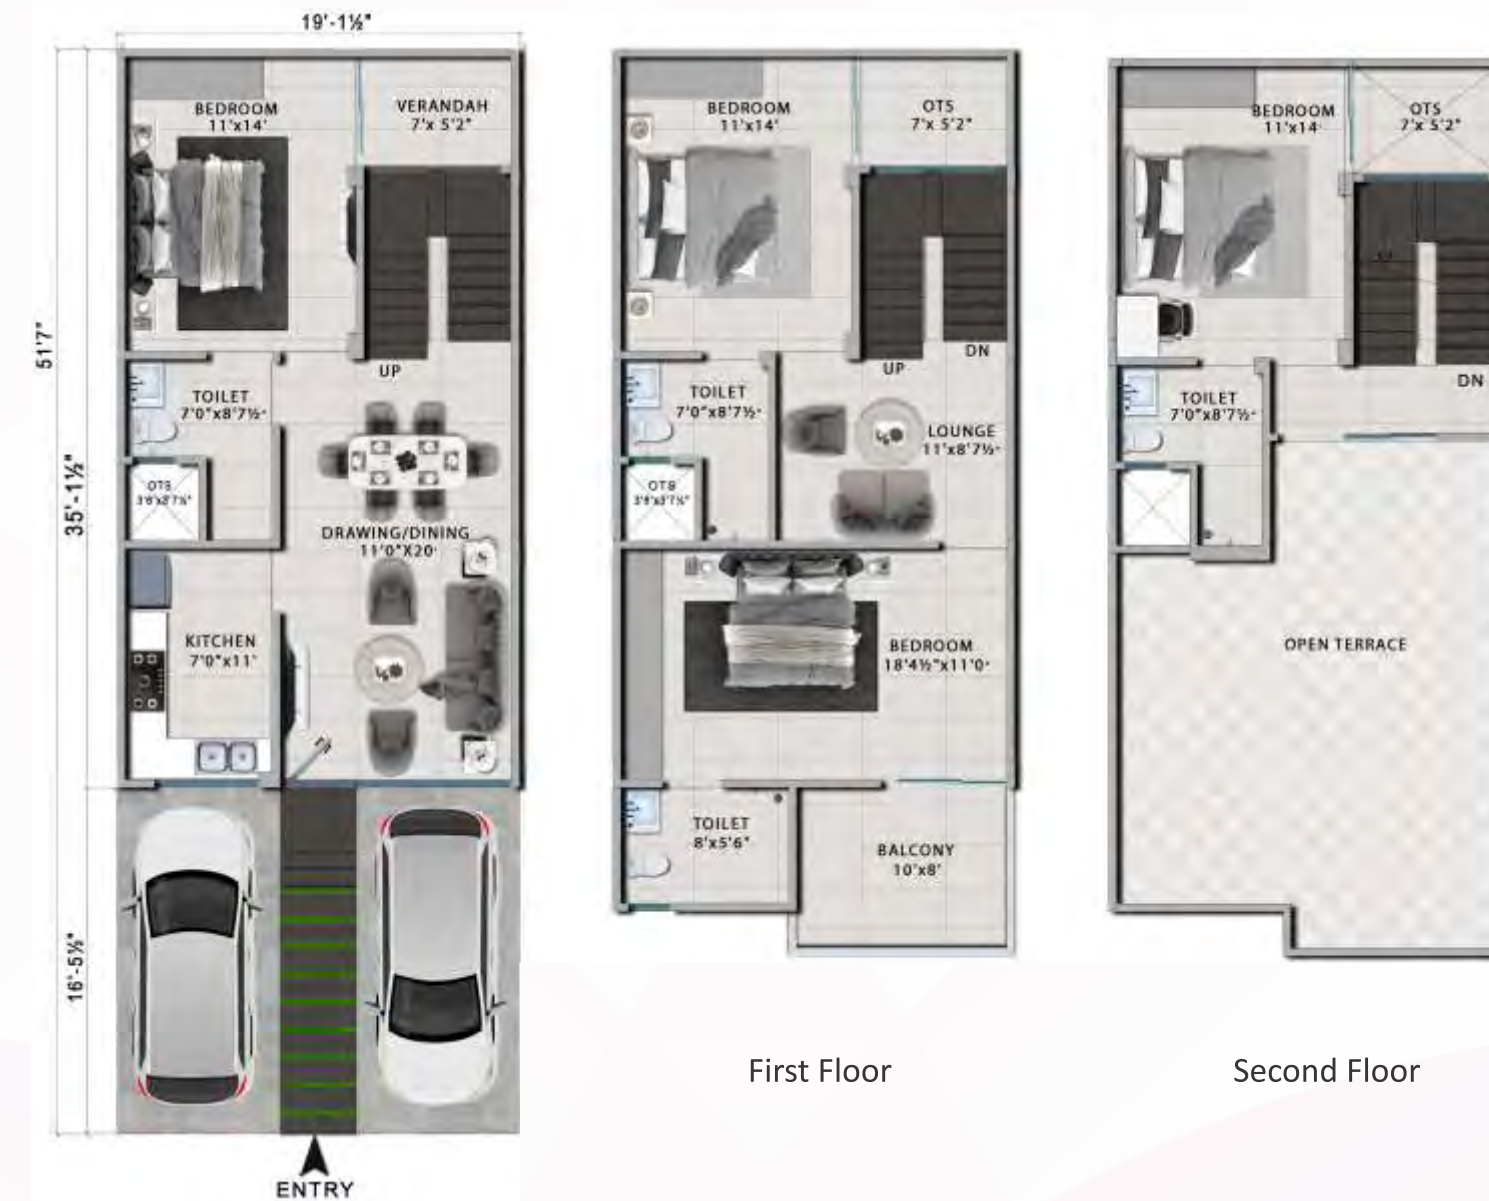 19'-1½"
51'7"
35'-1½"
16'-5½"
BEDROOM
11'x14'
VERANDAH
7'x 5'2"
UP
TOILET
7'0"x8'7½"
OTS
DRAWING/DINING
11'0"X20'
KITCHEN
7'0"x11'
ENTRY
BEDROOM
11'x14'
OTS
7'x 5'2"
UP
DN
TOILET
7'0"x8'7½"
LOUNGE
11'x8'7½"
OTS
BEDROOM
18'4½"x11'0"
TOILET
8'x5'6"
BALCONY
10'x8'
First Floor
BEDROOM
11'x14'
OTS
7'x 5'2"
DN
TOILET
7'0"x8'7½"
OPEN TERRACE
Second Floor